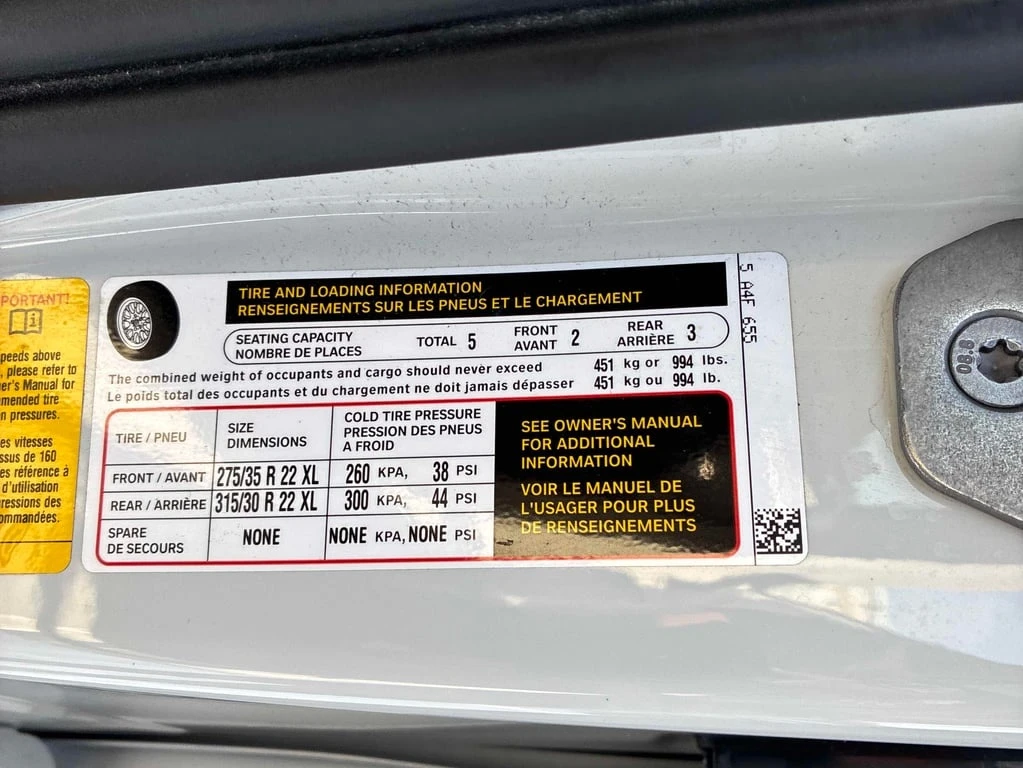 PORTANT!
peeds above
, please refer to
er's Manual for
mended tire
n pressures.
es vitesses
ssus de 160
es référence à
d'utilisation
ressions des
ommandées.
TIRE AND LOADING INFORMATION
RENSEIGNEMENTS SUR LES PNEUS ET LE CHARGEMENT
SEATING CAPACITY
NOMBRE DE PLACES
TOTAL 5
FRONT
AVANT 2
REAR
ARRIÈRE 3
The combined weight of occupants and cargo should never exceed 451 kg or 994 lbs.
Le poids total des occupants et du chargement ne doit jamais dépasser 451 kg ou 994 lb.
TIRE / PNEU
SIZE
DIMENSIONS
COLD TIRE PRESSURE
PRESSION DES PNEUS
A FROID
FRONT / AVANT 275/35 R 22 XL 260 KPA, 38 PSI
REAR / ARRIÈRE 315/30 R 22 XL 300 KPA, 44 PSI
SPARE
DE SECOURS
NONE NONE KPA, NONE PSI
SEE OWNER'S MANUAL
FOR ADDITIONAL
INFORMATION
VOIR LE MANUEL DE
L'USAGER POUR PLUS
DE RENSEIGNEMENTS
5 A4F 655
08.8